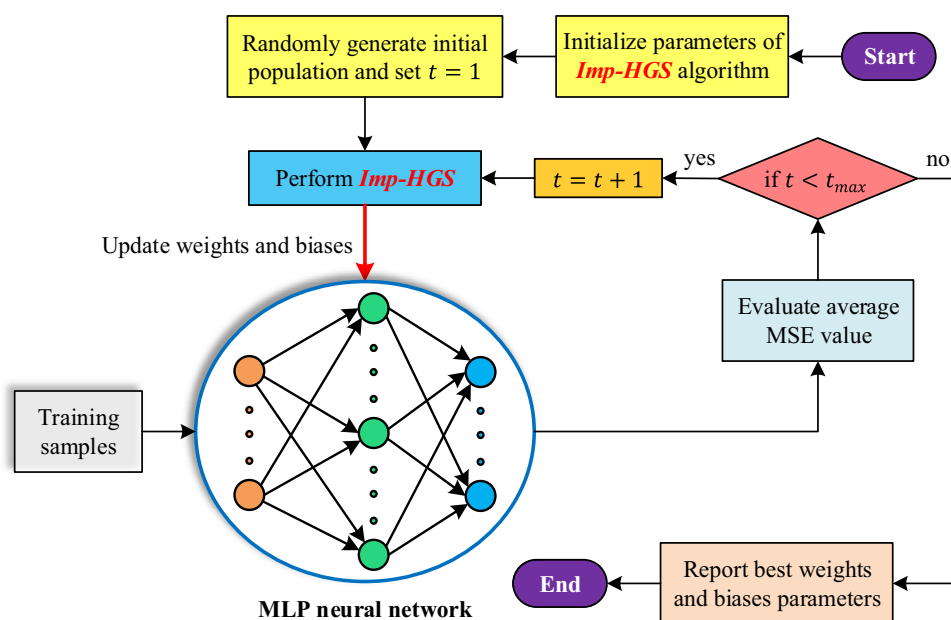 Randomly generate initial
population and set t = 1
Initialize parameters of
Imp-HGS algorithm
Start
Perform Imp-HGS
t = t + 1
yes
if t < t_max
no
Update weights and biases
Evaluate average
MSE value
Training
samples
MLP neural network
End
Report best weights
and biases parameters